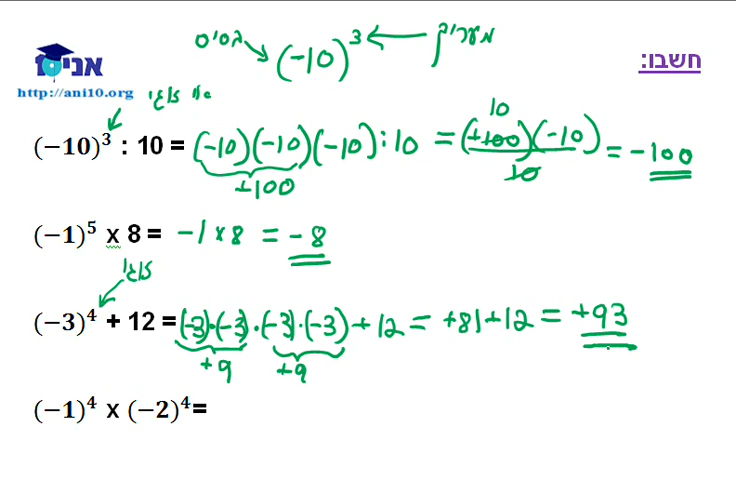 חשבו:
בסיס (-10)³ מעריך
אני10
http://ani10.org
לא זוגי
(−10)³ : 10 = (-10)(-10)(-10):10 = (+100)(-10) / 10 = -100
10
+100
(−1)⁵ x 8 = -1 x 8 = -8
זוגי
(−3)⁴ + 12 = (-3)·(-3)·(-3)·(-3)+12 = +81+12 = +93
+9 +9
(−1)⁴ x (−2)⁴=